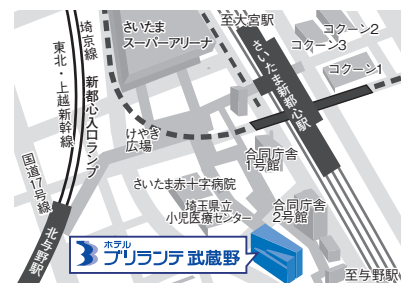 至大宮駅
コクーン2
コクーン3
コクーン1
さいたま
スーパーアリーナ
埼京線
東北・上越新幹線
新都心入口ランプ
さいたま新都心駅
けやき
広場
国道17号線
合同庁舎
1号館
さいたま赤十字病院
埼玉県立
小児医療センター
合同庁舎
2号館
北与野駅
ホテル
ブリランテ 武蔵野
至与野駅